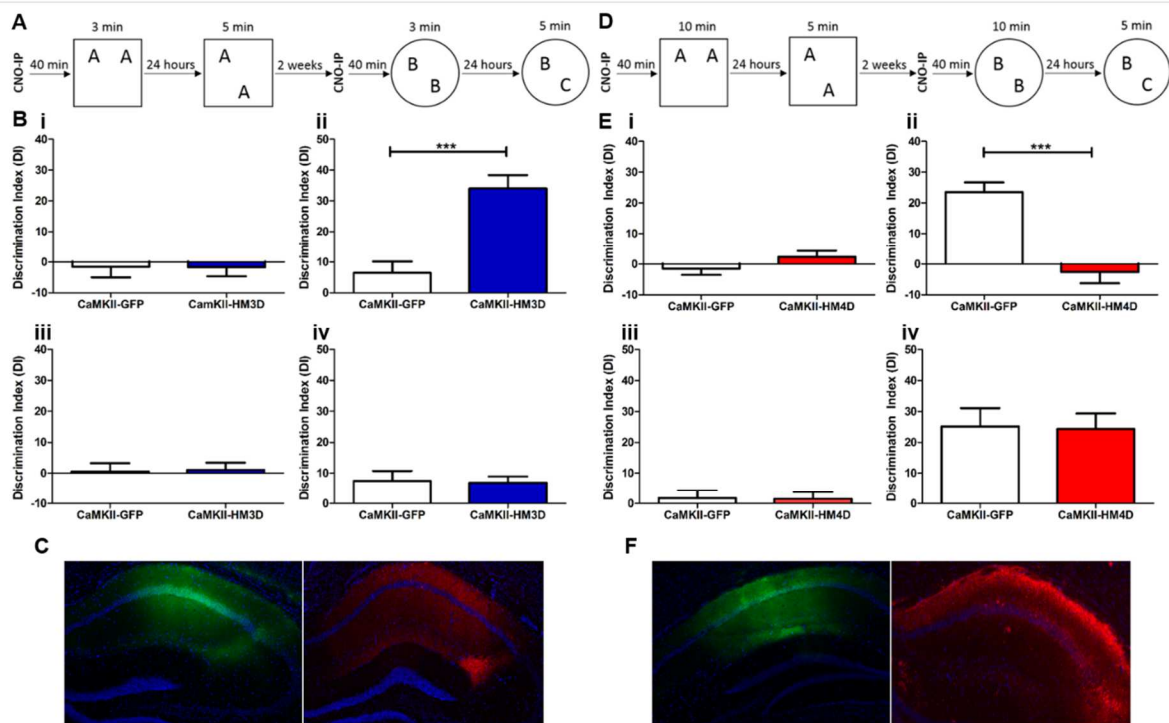 A
3 min
5 min
3 min
5 min
CNO-IP
40 min
A A
24 hours
A
A
2 weeks
CNO-IP
40 min
B
B
24 hours
B
C
D
10 min
5 min
10 min
5 min
CNO-IP
40 min
A A
24 hours
A
A
2 weeks
CNO-IP
40 min
B
B
24 hours
B
C
B
i
Discrimination Index (DI)
40
30
20
10
0
-10
CaMKII-GFP
CamKII-HM3D
ii
Discrimination Index (DI)
50
40
30
20
10
0
***
CaMKII-GFP
CaMKII-HM3D
iii
Discrimination Index (DI)
40
30
20
10
0
-10
CaMKII-GFP
CaMKII-HM3D
iv
Discrimination Index (DI)
50
40
30
20
10
0
CaMKII-GFP
CaMKII-HM3D
E
i
Discrimination Index (DI)
40
30
20
10
0
-10
CaMKII-GFP
CaMKII-HM4D
ii
Discrimination Index (DI)
40
30
20
10
0
-10
***
CaMKII-GFP
CaMKII-HM4D
iii
Discrimination Index (DI)
50
40
30
20
10
0
CaMKII-GFP
CaMKII-HM4D
iv
Discrimination Index (DI)
50
40
30
20
10
0
CaMKII-GFP
CaMKII-HM4D
C
F